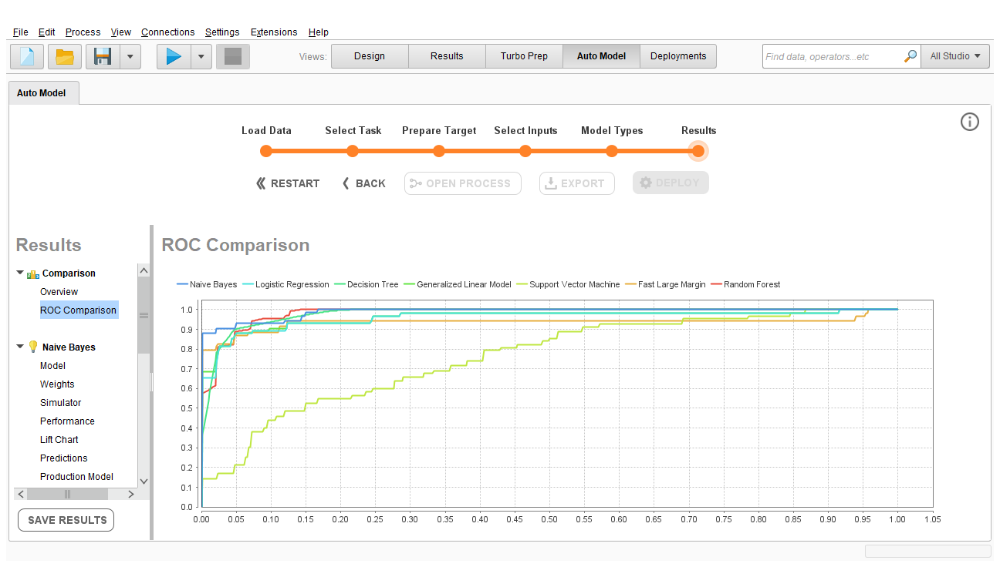 File Edit Process View Connections Settings Extensions Help
Views: Design Results Turbo Prep Auto Model Deployments Find data, operators...etc All Studio
Auto Model
Load Data Select Task Prepare Target Select Inputs Model Types Results
RESTART BACK OPEN PROCESS EXPORT DEPLOY
Results
Comparison
Overview
ROC Comparison
Naive Bayes
Model
Weights
Simulator
Performance
Lift Chart
Predictions
Production Model
SAVE RESULTS
ROC Comparison
Naive Bayes Logistic Regression Decision Tree Generalized Linear Model Support Vector Machine Fast Large Margin Random Forest
1.0
0.9
0.8
0.7
0.6
0.5
0.4
0.3
0.2
0.1
0.0
0.00 0.05 0.10 0.15 0.20 0.25 0.30 0.35 0.40 0.45 0.50 0.55 0.60 0.65 0.70 0.75 0.80 0.85 0.90 0.95 1.00 1.05